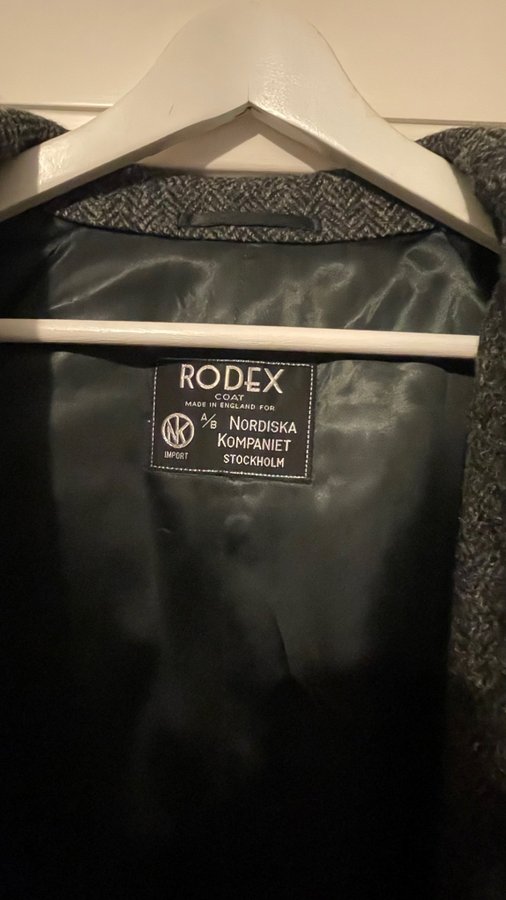 RODEX
COAT
MADE IN ENGLAND FOR
NK
IMPORT
A/B NORDISKA
KOMPANIET
STOCKHOLM